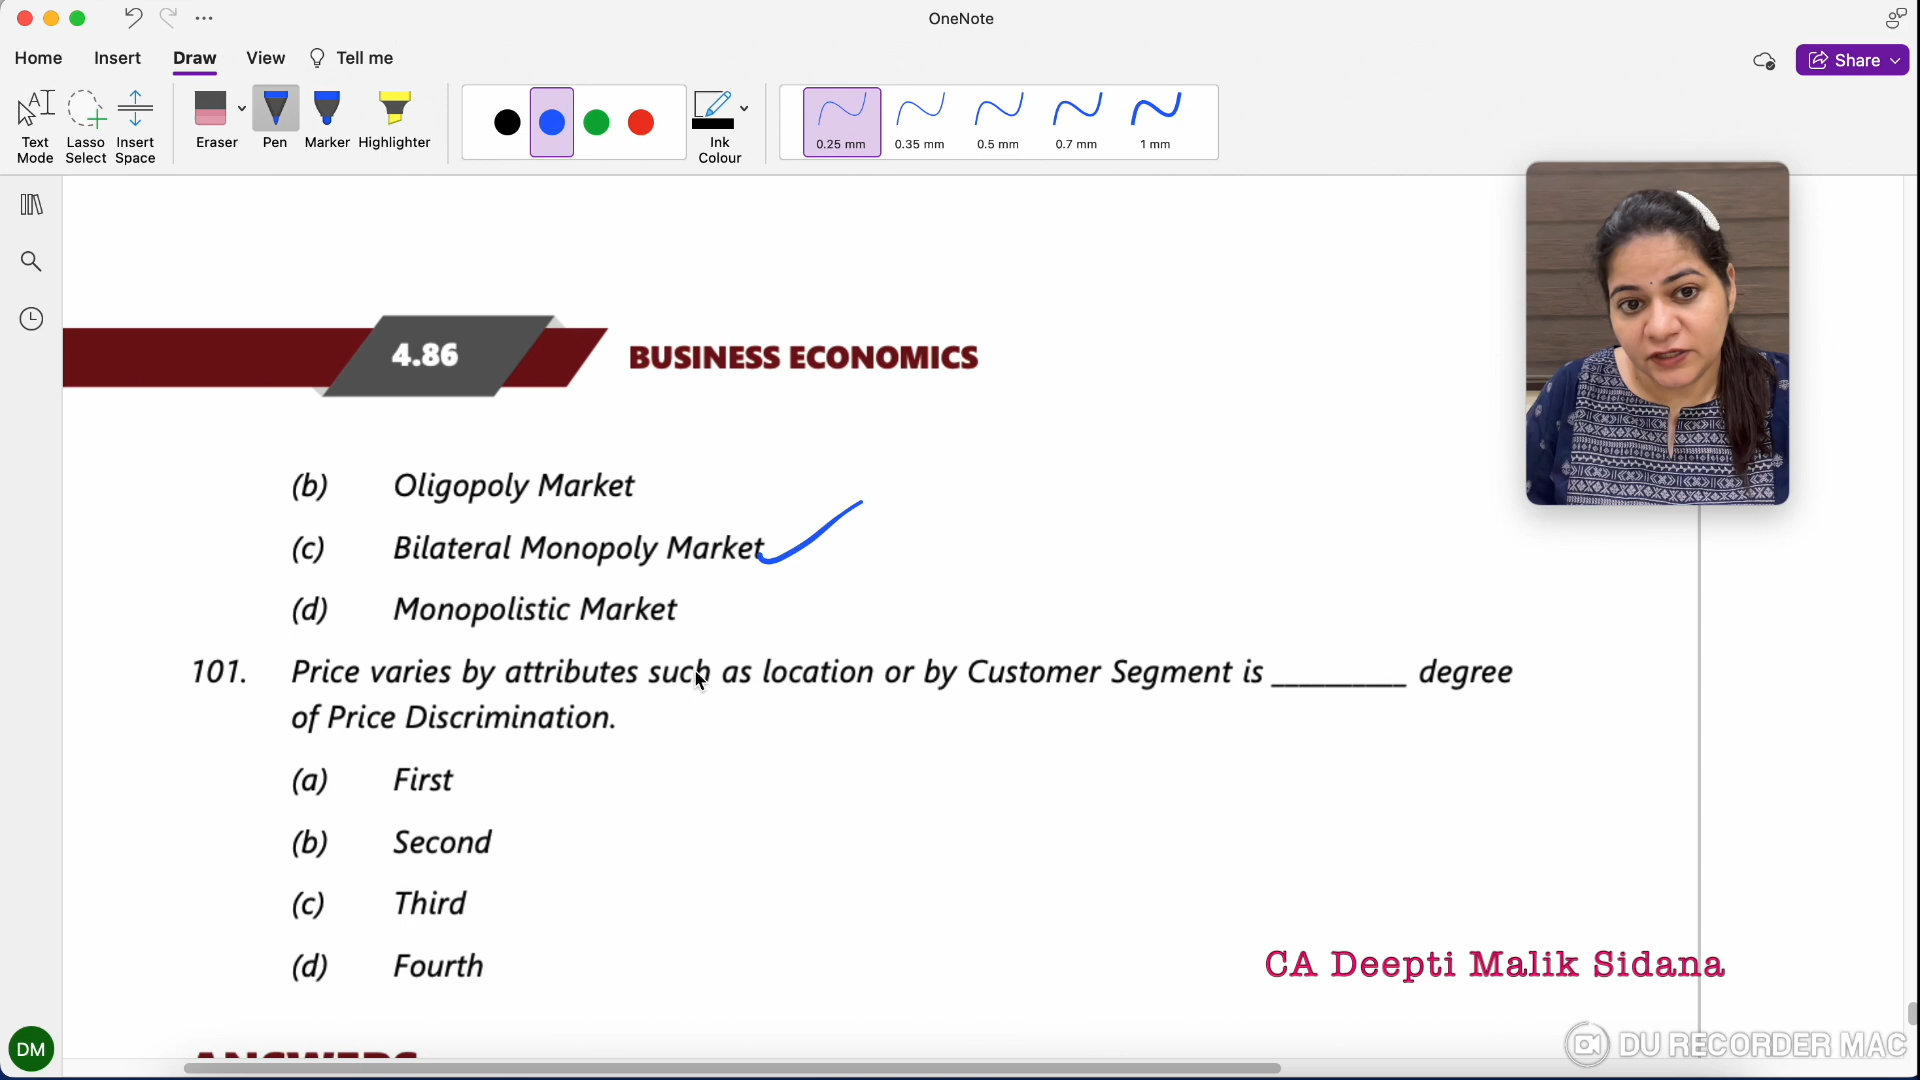 OneNote
Home Insert Draw View Tell me
Share
Text Mode
Lasso Select
Insert Space
Eraser
Pen
Marker
Highlighter
Ink Colour
0.25 mm
0.35 mm
0.5 mm
0.7 mm
1 mm
4.86 BUSINESS ECONOMICS
(b) Oligopoly Market
(c) Bilateral Monopoly Market
(d) Monopolistic Market
101. Price varies by attributes such as location or by Customer Segment is __________ degree
of Price Discrimination.
(a) First
(b) Second
(c) Third
(d) Fourth
CA Deepti Malik Sidana
DM
ANSWERS
DU RECORDER MAC